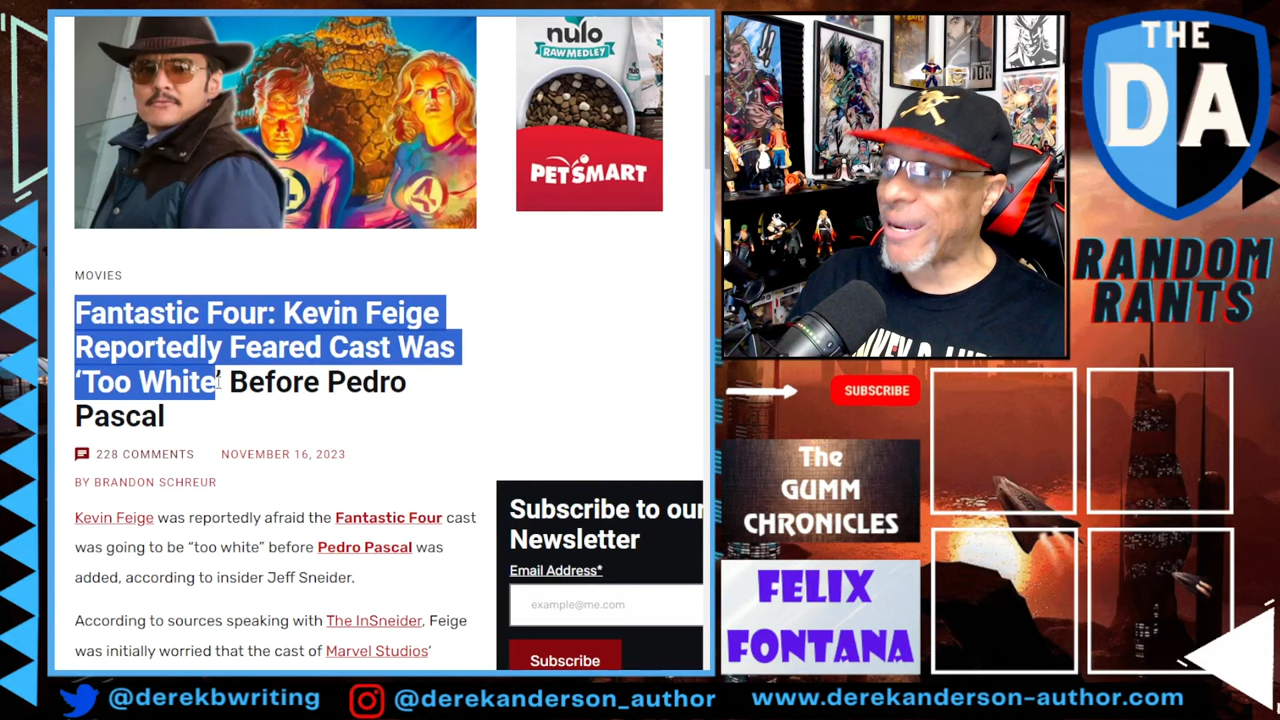 nulo
RAW MEDLEY
PETSMART
MOVIES
Fantastic Four: Kevin Feige
Reportedly Feared Cast Was
‘Too White’ Before Pedro
Pascal
228 COMMENTS NOVEMBER 16, 2023
BY BRANDON SCHREUR
Kevin Feige was reportedly afraid the Fantastic Four cast
was going to be “too white” before Pedro Pascal was
added, according to insider Jeff Sneider.
According to sources speaking with The InSneider, Feige
was initially worried that the cast of Marvel Studios’
Subscribe to our
Newsletter
Email Address*
example@me.com
Subscribe
THE
DA
RANDOM
RANTS
SUBSCRIBE
The
GUMM
CHRONICLES
FELIX
FONTANA
@derekbwriting
@derekanderson_author
www.derekanderson-author.com